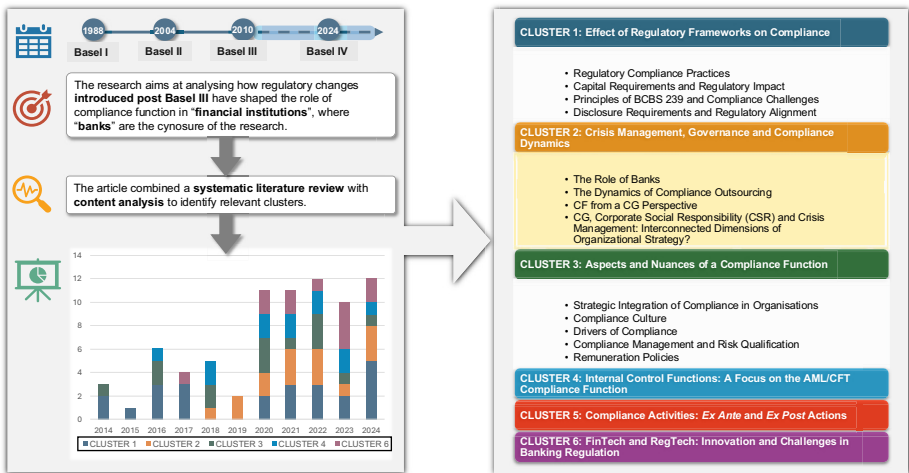 1988
2004
2010
2024
Basel I
Basel II
Basel III
Basel IV
The research aims at analysing how regulatory changes
introduced post Basel III have shaped the role of
compliance function in “financial institutions”, where
“banks” are the cynosure of the research.
The article combined a systematic literature review with
content analysis to identify relevant clusters.
14
12
10
8
6
4
2
0
2014 2015 2016 2017 2018 2019 2020 2021 2022 2023 2024
CLUSTER 1 CLUSTER 2 CLUSTER 3 CLUSTER 4 CLUSTER 6
CLUSTER 1: Effect of Regulatory Frameworks on Compliance
• Regulatory Compliance Practices
• Capital Requirements and Regulatory Impact
• Principles of BCBS 239 and Compliance Challenges
• Disclosure Requirements and Regulatory Alignment
CLUSTER 2: Crisis Management, Governance and Compliance
Dynamics
• The Role of Banks
• The Dynamics of Compliance Outsourcing
• CF from a CG Perspective
• CG, Corporate Social Responsibility (CSR) and Crisis
Management: Interconnected Dimensions of
Organizational Strategy?
CLUSTER 3: Aspects and Nuances of a Compliance Function
• Strategic Integration of Compliance in Organisations
• Compliance Culture
• Drivers of Compliance
• Compliance Management and Risk Qualification
• Remuneration Policies
CLUSTER 4: Internal Control Functions: A Focus on the AML/CFT
Compliance Function
CLUSTER 5: Compliance Activities: Ex Ante and Ex Post Actions
CLUSTER 6: FinTech and RegTech: Innovation and Challenges in
Banking Regulation